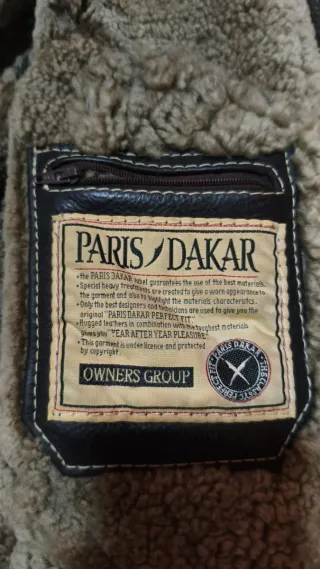 PARIS DAKAR
• the PARIS DAKAR label guarantees the use of the best materials.
• Special heavy treatments are created to give a worn appearance to
the garment and also to highlight the materials characteristics.
• Only the best designers and technicians are used to give you the
original "PARIS DAKAR PERFECT FIT"
• Rugged leathers in combination with the toughest materials
gives you "YEAR AFTER YEAR PLEASURE"
• This garment is under licence and protected
by copyright.
OWNERS GROUP
PARIS DAKAR
PERFECT FIT